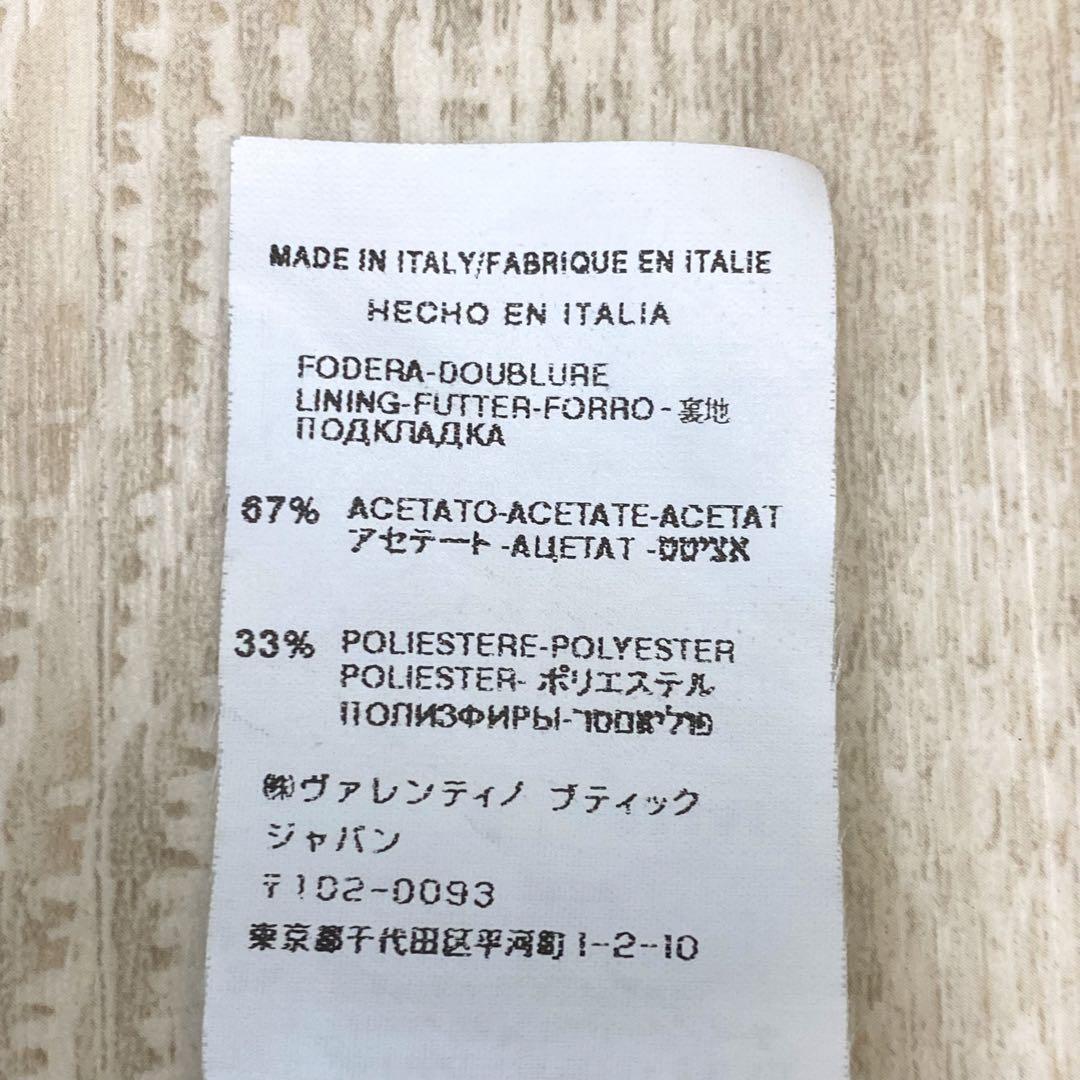 MADE IN ITALY/FABRIQUE EN ITALIE
HECHO EN ITALIA
FODERA-DOUBLURE
LINING-FUTTER-FORRO-裏地
ПОДКЛАДКА
67% ACETATO-ACETATE-ACETAT
アセテート-АЦЕТАТ-אציטט
33% POLIESTERE-POLYESTER
POLIESTER-ポリエステル
ПОЛИЗФИРЫ-פוליאסטר
㈱ヴァレンティノ ブティック
ジャパン
〒102-0093
東京都千代田区平河町1-2-10